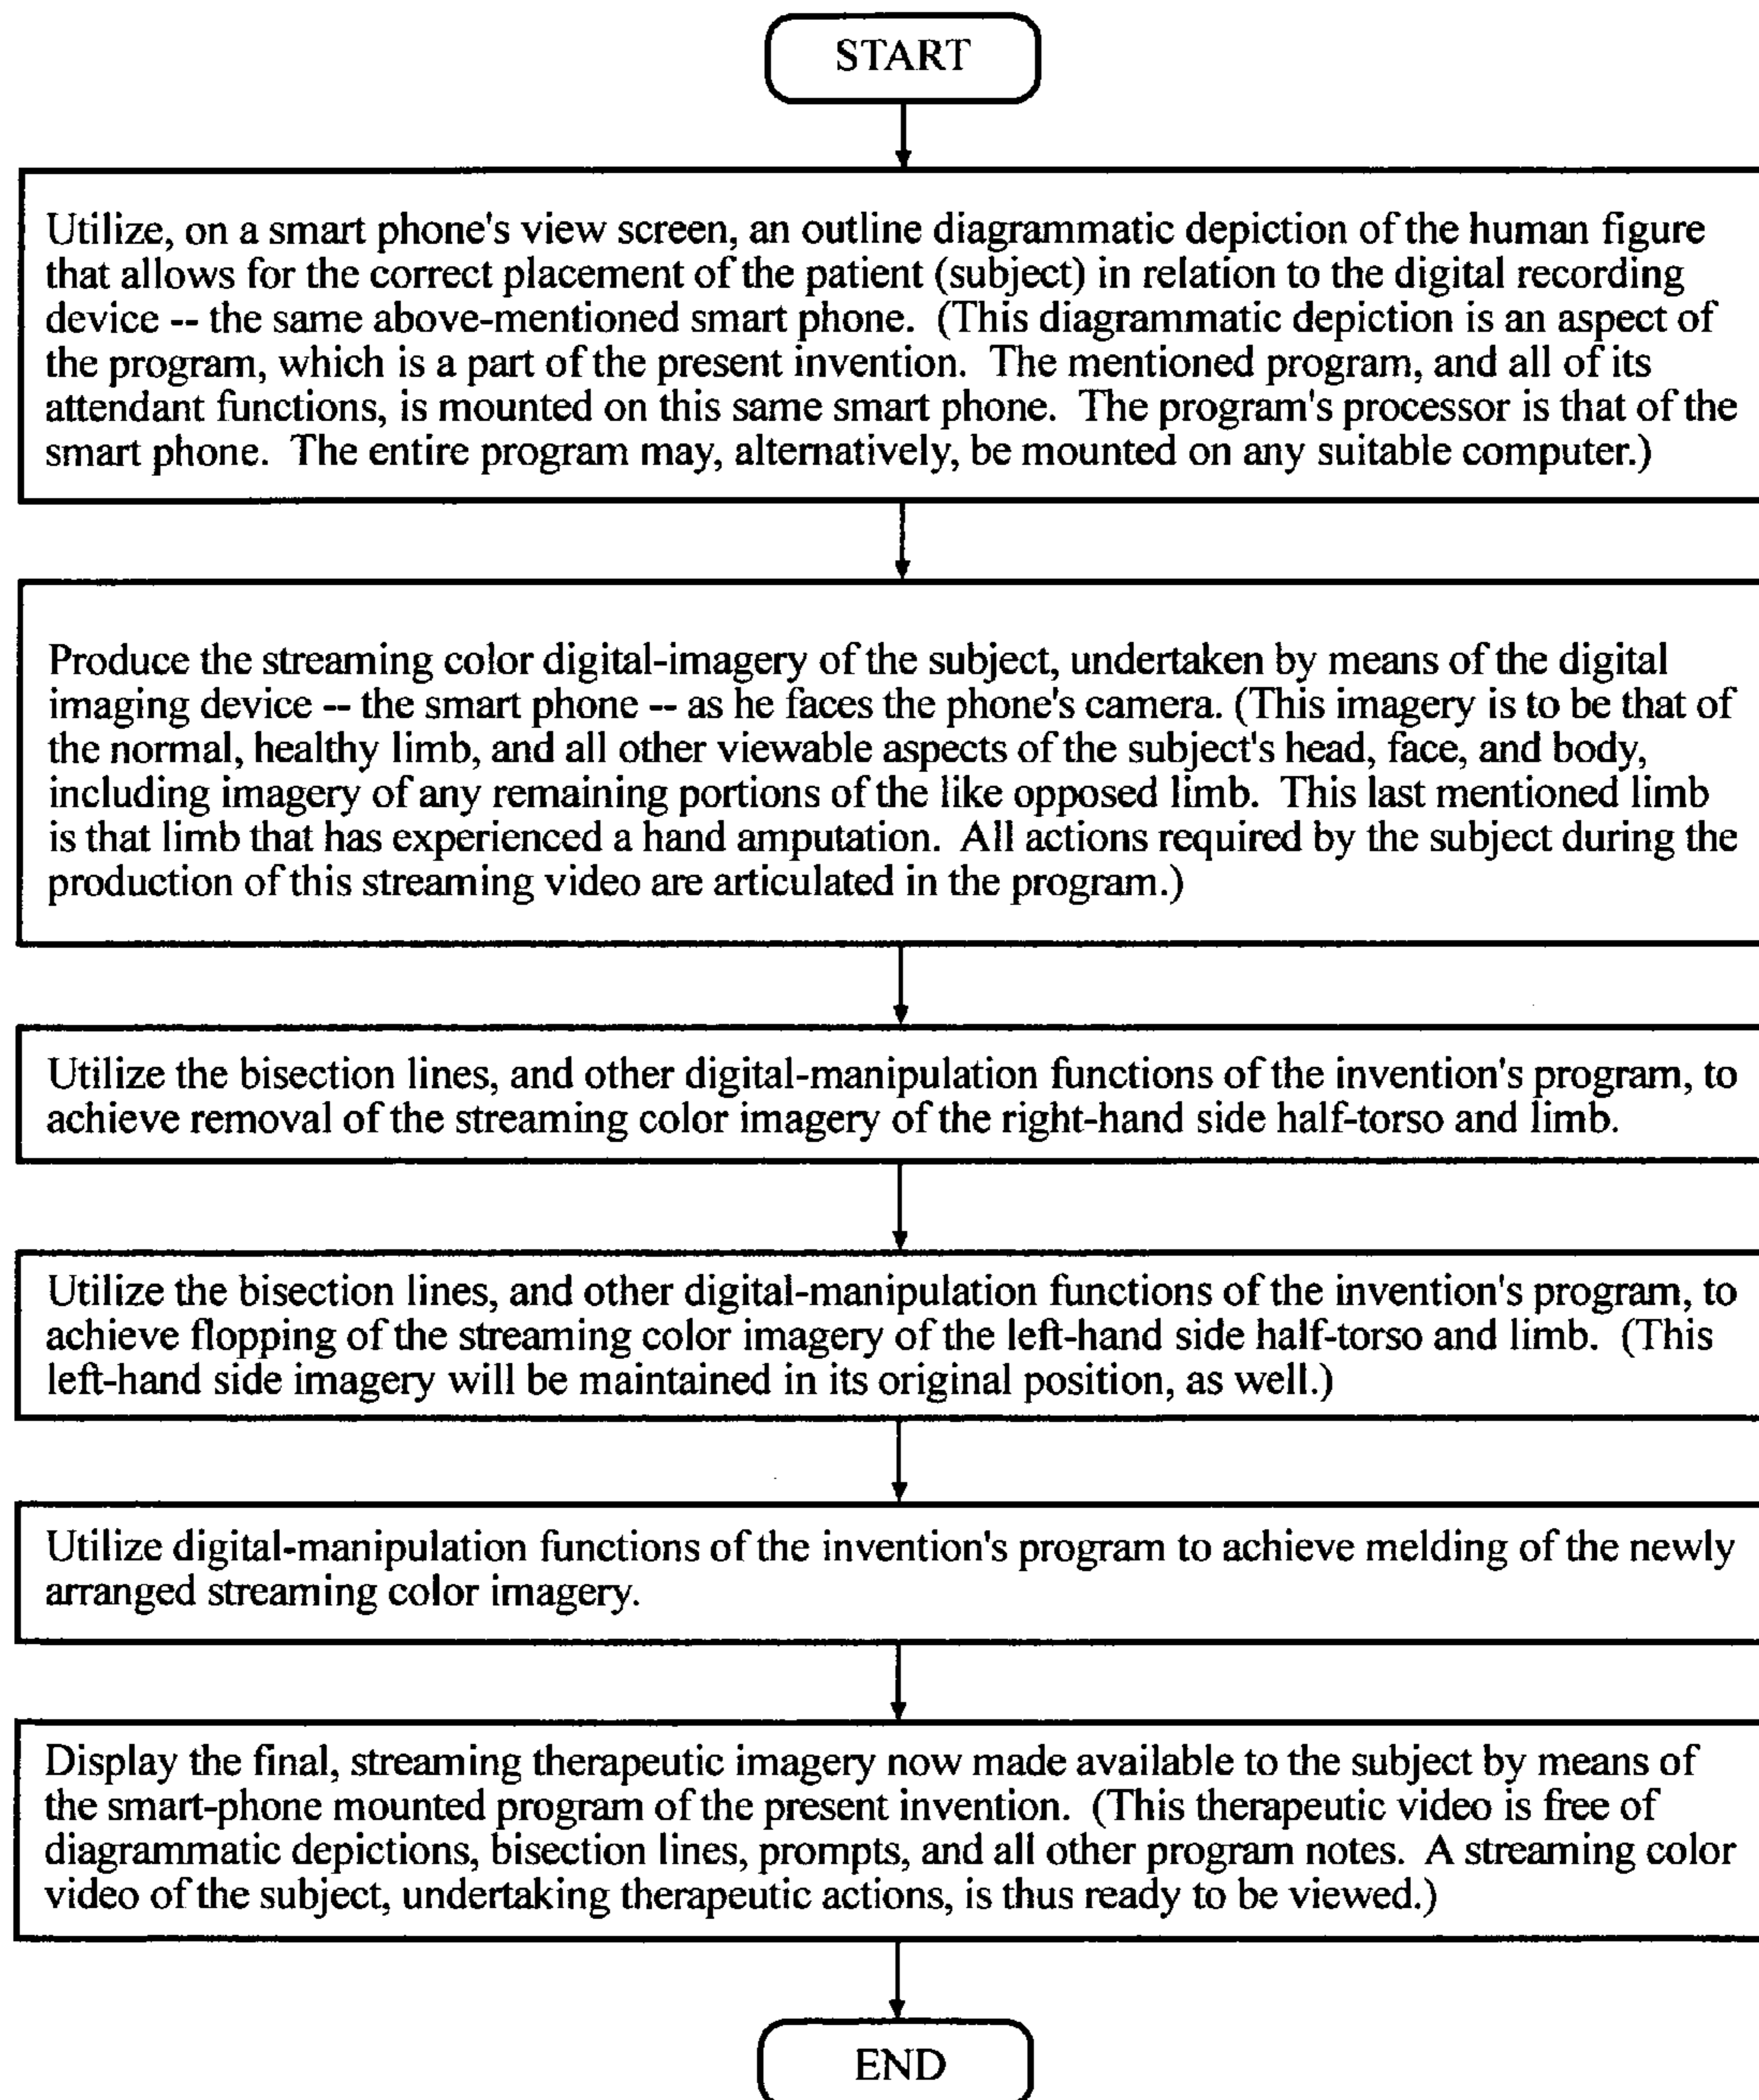 START
Utilize, on a smart phone's view screen, an outline diagrammatic depiction of the human figure
that allows for the correct placement of the patient (subject) in relation to the digital recording
device -- the same above-mentioned smart phone. (This diagrammatic depiction is an aspect of
the program, which is a part of the present invention. The mentioned program, and all of its
attendant functions, is mounted on this same smart phone. The program's processor is that of the
smart phone. The entire program may, alternatively, be mounted on any suitable computer.)
Produce the streaming color digital-imagery of the subject, undertaken by means of the digital
imaging device -- the smart phone -- as he faces the phone's camera. (This imagery is to be that of
the normal, healthy limb, and all other viewable aspects of the subject's head, face, and body,
including imagery of any remaining portions of the like opposed limb. This last mentioned limb
is that limb that has experienced a hand amputation. All actions required by the subject during the
production of this streaming video are articulated in the program.)
Utilize the bisection lines, and other digital-manipulation functions of the invention's program, to
achieve removal of the streaming color imagery of the right-hand side half-torso and limb.
Utilize the bisection lines, and other digital-manipulation functions of the invention's program, to
achieve flopping of the streaming color imagery of the left-hand side half-torso and limb. (This
left-hand side imagery will be maintained in its original position, as well.)
Utilize digital-manipulation functions of the invention's program to achieve melding of the newly
arranged streaming color imagery.
Display the final, streaming therapeutic imagery now made available to the subject by means of
the smart-phone mounted program of the present invention. (This therapeutic video is free of
diagrammatic depictions, bisection lines, prompts, and all other program notes. A streaming color
video of the subject, undertaking therapeutic actions, is thus ready to be viewed.)
END